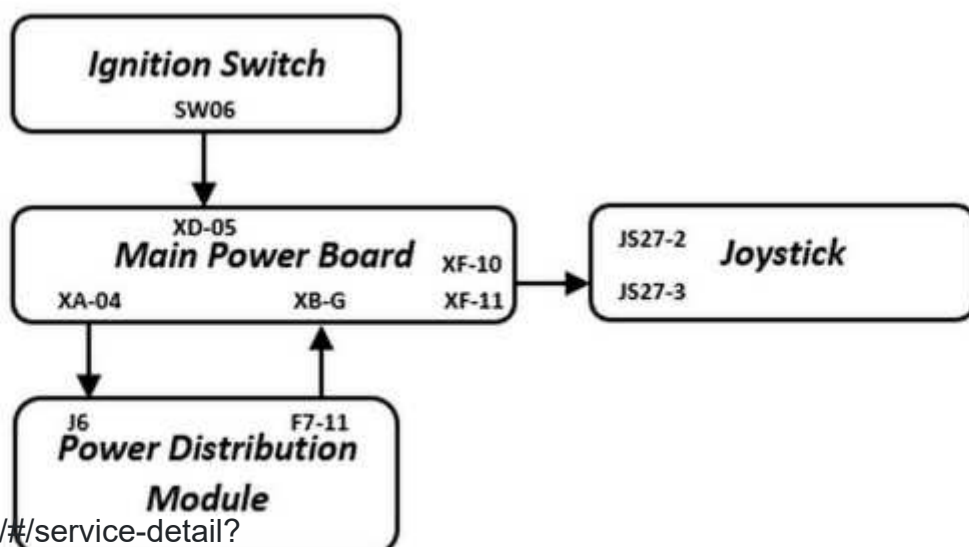 Ignition Switch
SW06
XD-05
Main Power Board
XF-10
XA-04
XB-G
XF-11
JS27-2
Joystick
JS27-3
J6
F7-11
Power Distribution
Module
/#/service-detail?